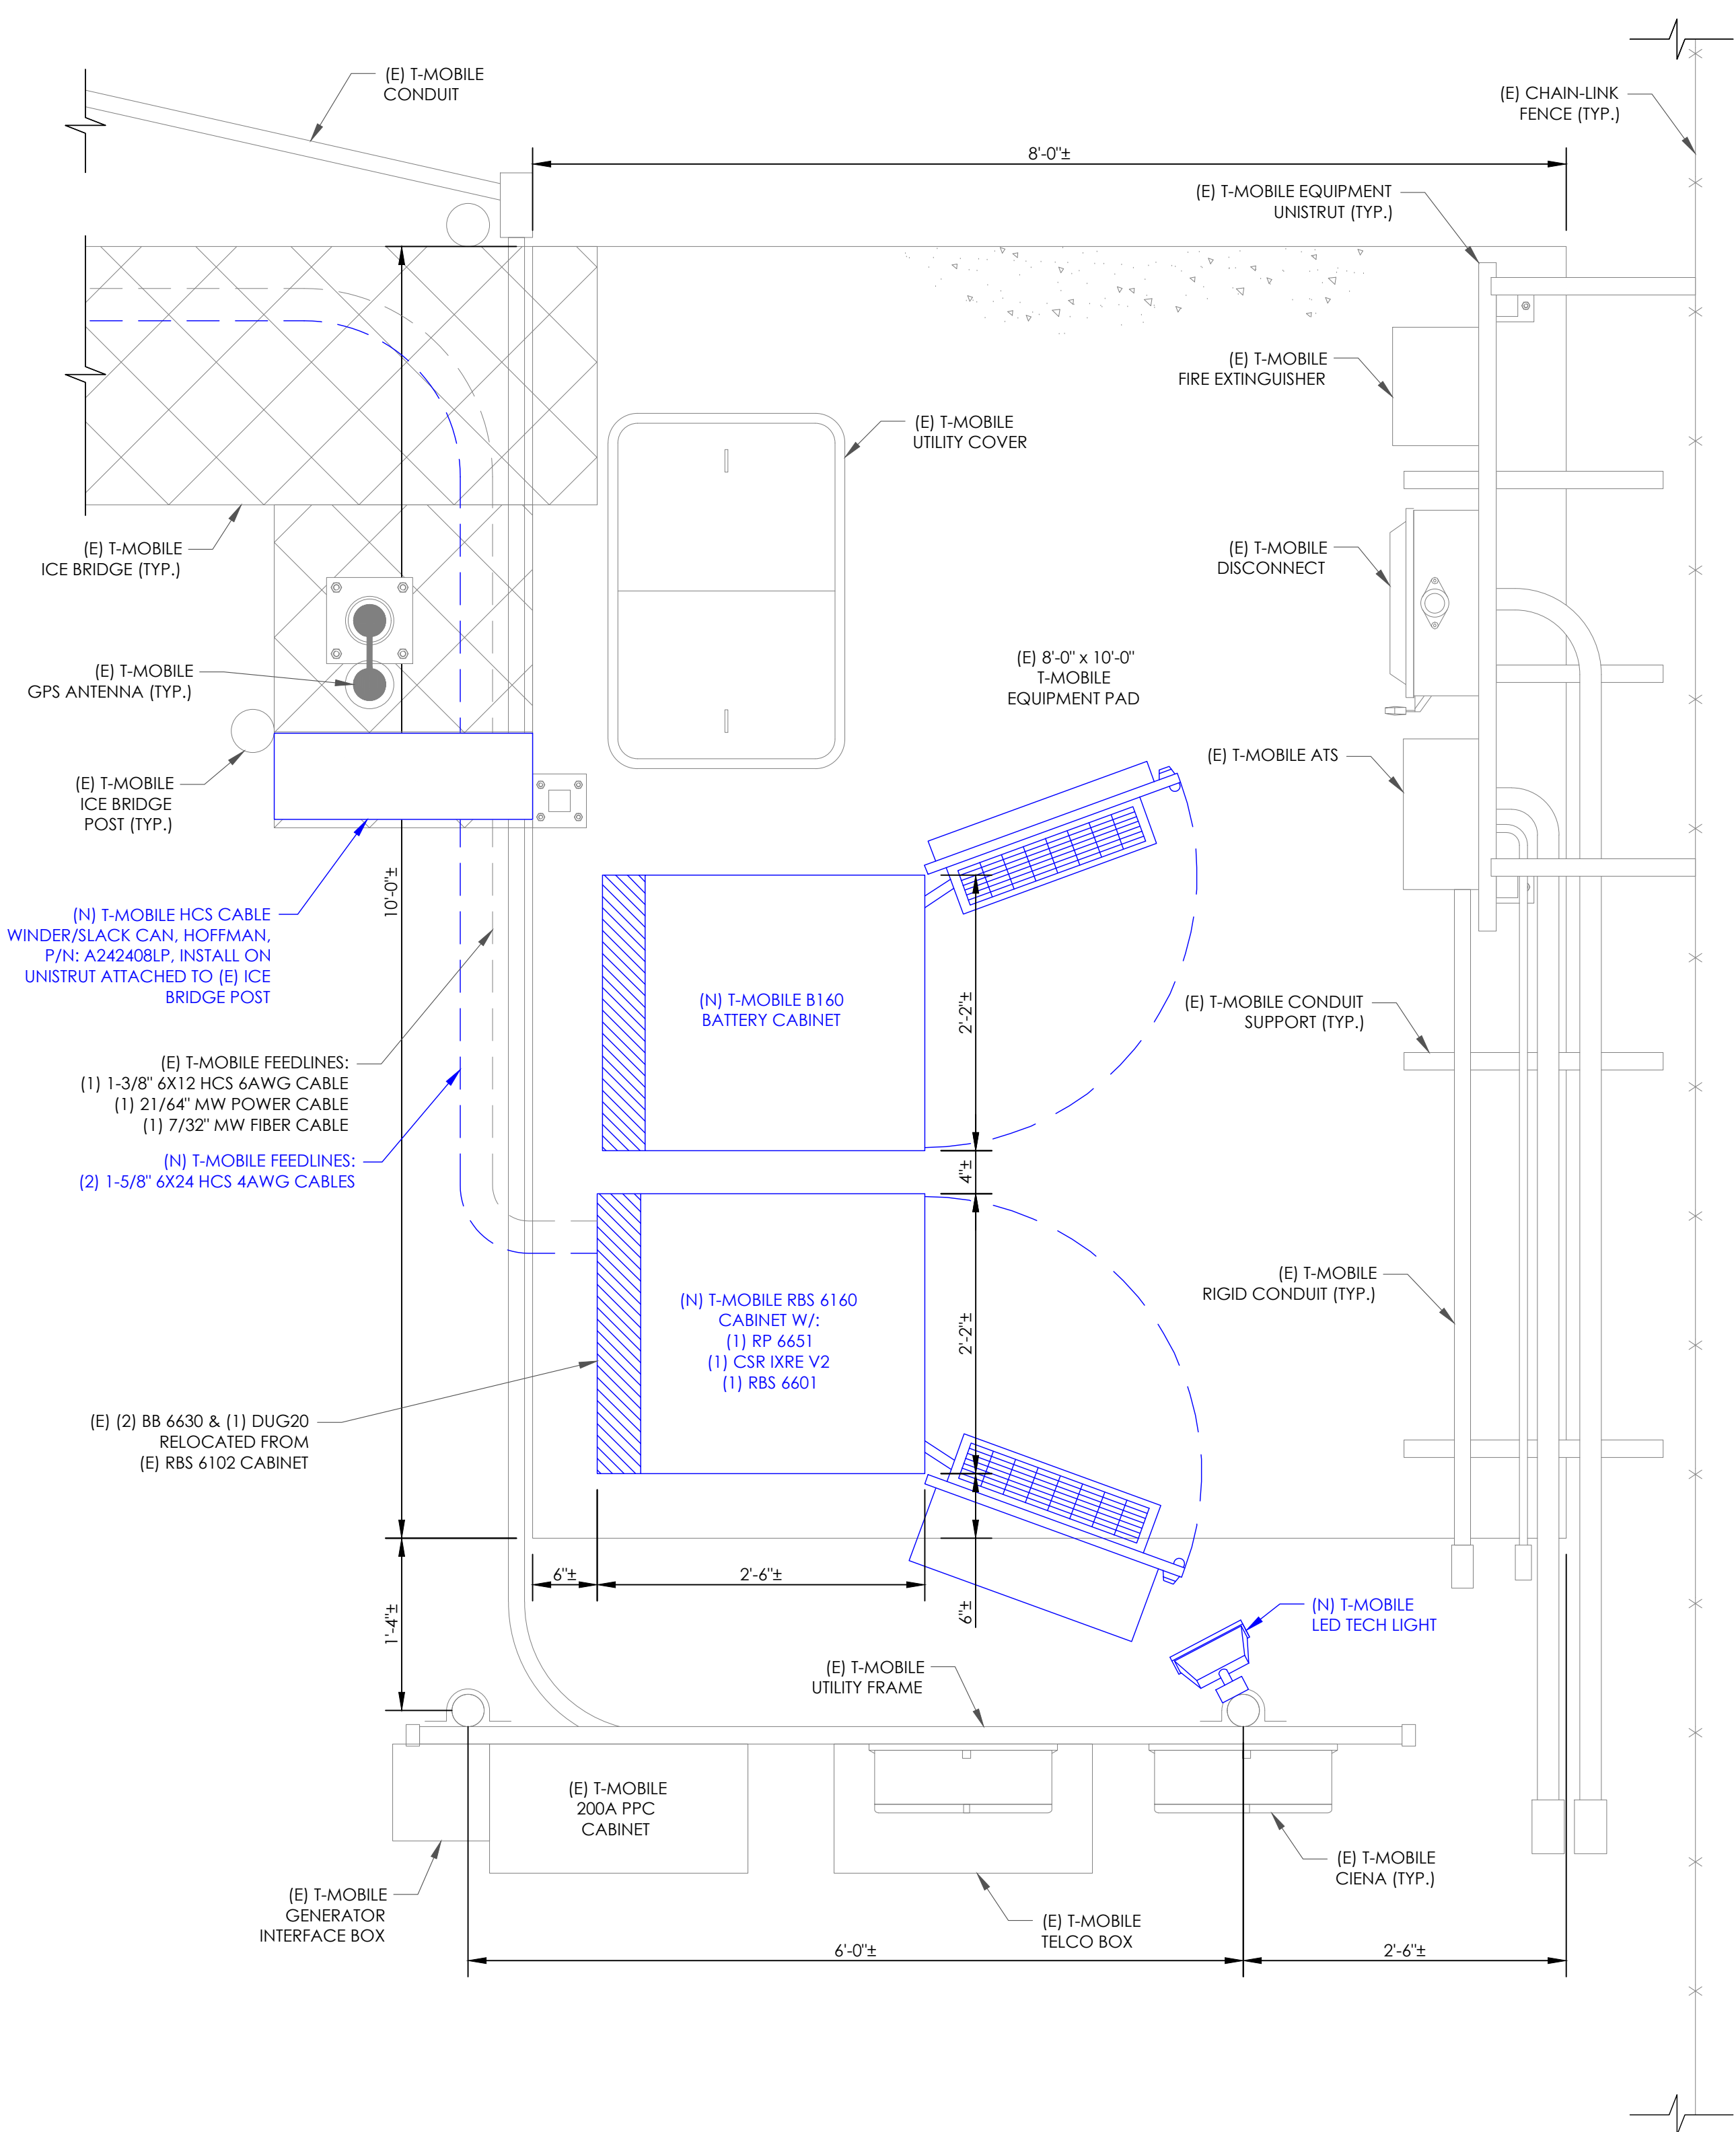 (E) T-MOBILE
CONDUIT
(E) CHAIN-LINK
FENCE (TYP.)
8'-0"±
(E) T-MOBILE EQUIPMENT
UNISTRUT (TYP.)
(E) T-MOBILE
FIRE EXTINGUISHER
(E) T-MOBILE
UTILITY COVER
(E) T-MOBILE
ICE BRIDGE (TYP.)
(E) T-MOBILE
DISCONNECT
(E) T-MOBILE
GPS ANTENNA (TYP.)
(E) 8'-0" x 10'-0"
T-MOBILE
EQUIPMENT PAD
(E) T-MOBILE ATS
(E) T-MOBILE
ICE BRIDGE
POST (TYP.)
10'-0"±
(N) T-MOBILE HCS CABLE
WINDER/SLACK CAN, HOFFMAN,
P/N: A242408LP, INSTALL ON
UNISTRUT ATTACHED TO (E) ICE
BRIDGE POST
(N) T-MOBILE B160
BATTERY CABINET
2'-2"±
(E) T-MOBILE CONDUIT
SUPPORT (TYP.)
(E) T-MOBILE FEEDLINES:
(1) 1-3/8" 6X12 HCS 6AWG CABLE
(1) 21/64" MW POWER CABLE
(1) 7/32" MW FIBER CABLE
(N) T-MOBILE FEEDLINES:
(2) 1-5/8" 6X24 HCS 4AWG CABLES
4"±
(E) T-MOBILE
RIGID CONDUIT (TYP.)
(N) T-MOBILE RBS 6160
CABINET W/:
(1) RP 6651
(1) CSR IXRE V2
(1) RBS 6601
2'-2"±
(E) (2) BB 6630 & (1) DUG20
RELOCATED FROM
(E) RBS 6102 CABINET
6"±
2'-6"±
6"±
1'-4"±
(N) T-MOBILE
LED TECH LIGHT
(E) T-MOBILE
UTILITY FRAME
(E) T-MOBILE
200A PPC
CABINET
(E) T-MOBILE
CIENA (TYP.)
(E) T-MOBILE
GENERATOR
INTERFACE BOX
(E) T-MOBILE
TELCO BOX
6'-0"±
2'-6"±